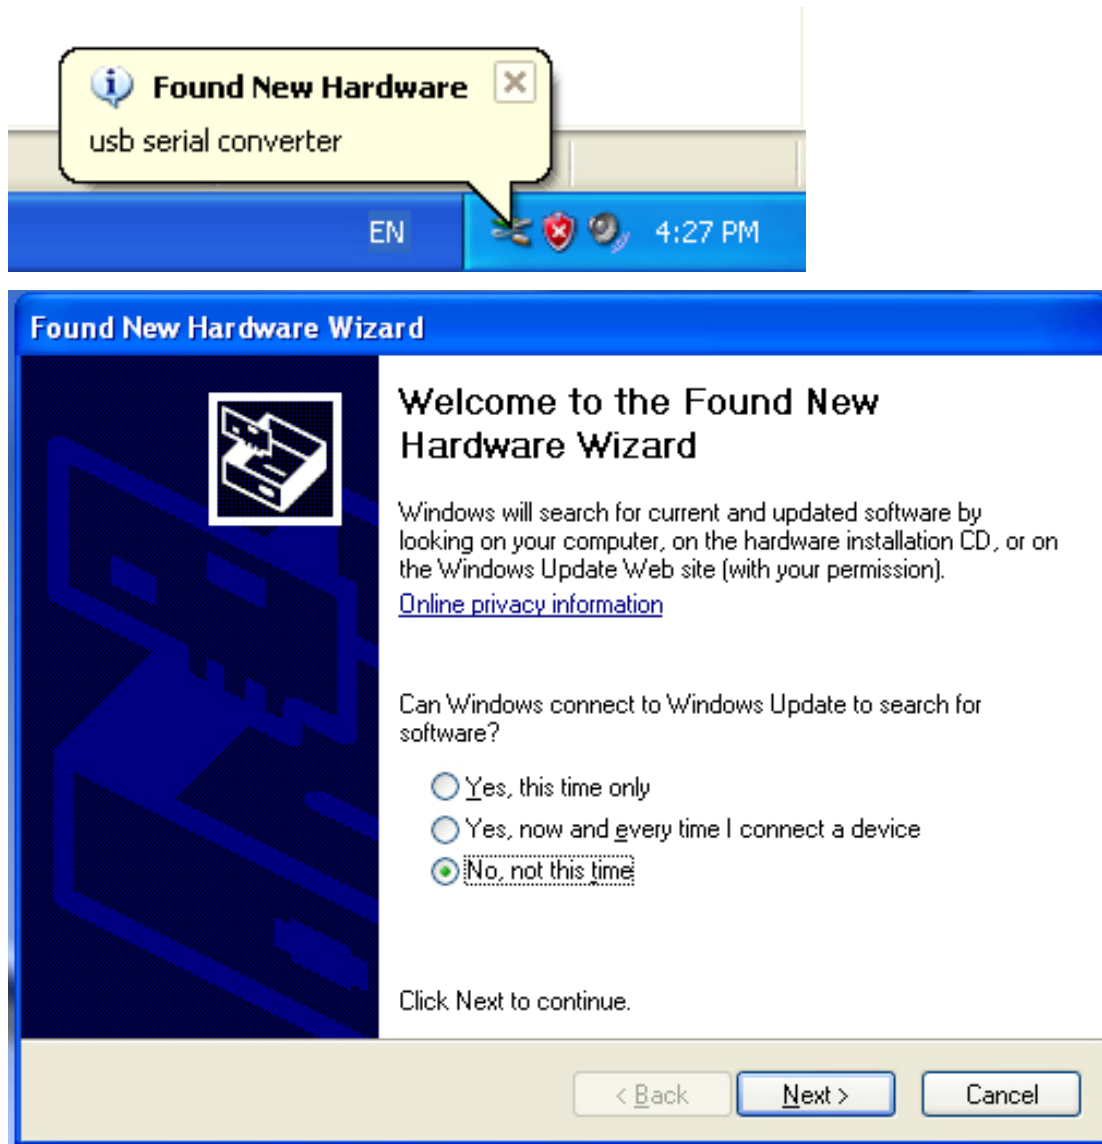 Found New Hardware
usb serial converter
EN
4:27 PM
Found New Hardware Wizard
Welcome to the Found New
Hardware Wizard
Windows will search for current and updated software by
looking on your computer, on the hardware installation CD, or on
the Windows Update Web site (with your permission).
Online privacy information
Can Windows connect to Windows Update to search for
software?
Yes, this time only
Yes, now and every time I connect a device
No, not this time
Click Next to continue.
< Back
Next >
Cancel